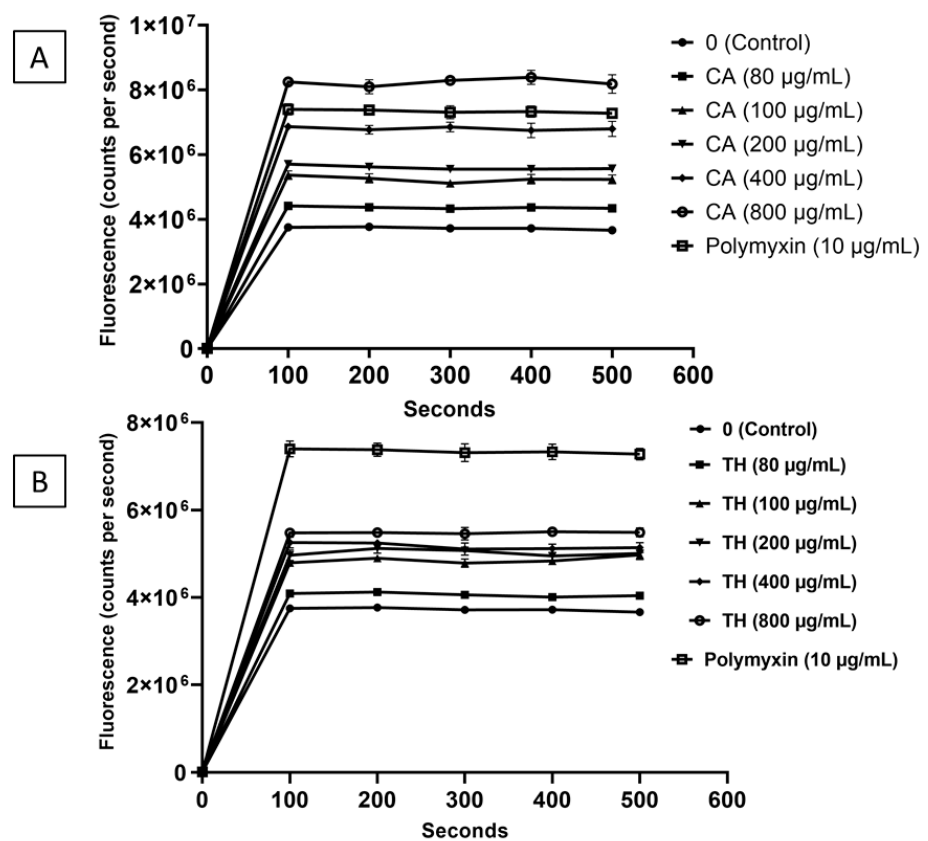 A
Fluorescence (counts per second)
1×10⁷
8×10⁶
6×10⁶
4×10⁶
2×10⁶
0
0 100 200 300 400 500 600
Seconds
0 (Control)
CA (80 µg/mL)
CA (100 µg/mL)
CA (200 µg/mL)
CA (400 µg/mL)
CA (800 µg/mL)
Polymyxin (10 µg/mL)
B
Fluorescence (counts per second)
8×10⁶
6×10⁶
4×10⁶
2×10⁶
0
0 100 200 300 400 500 600
Seconds
0 (Control)
TH (80 µg/mL)
TH (100 µg/mL)
TH (200 µg/mL)
TH (400 µg/mL)
TH (800 µg/mL)
Polymyxin (10 µg/mL)